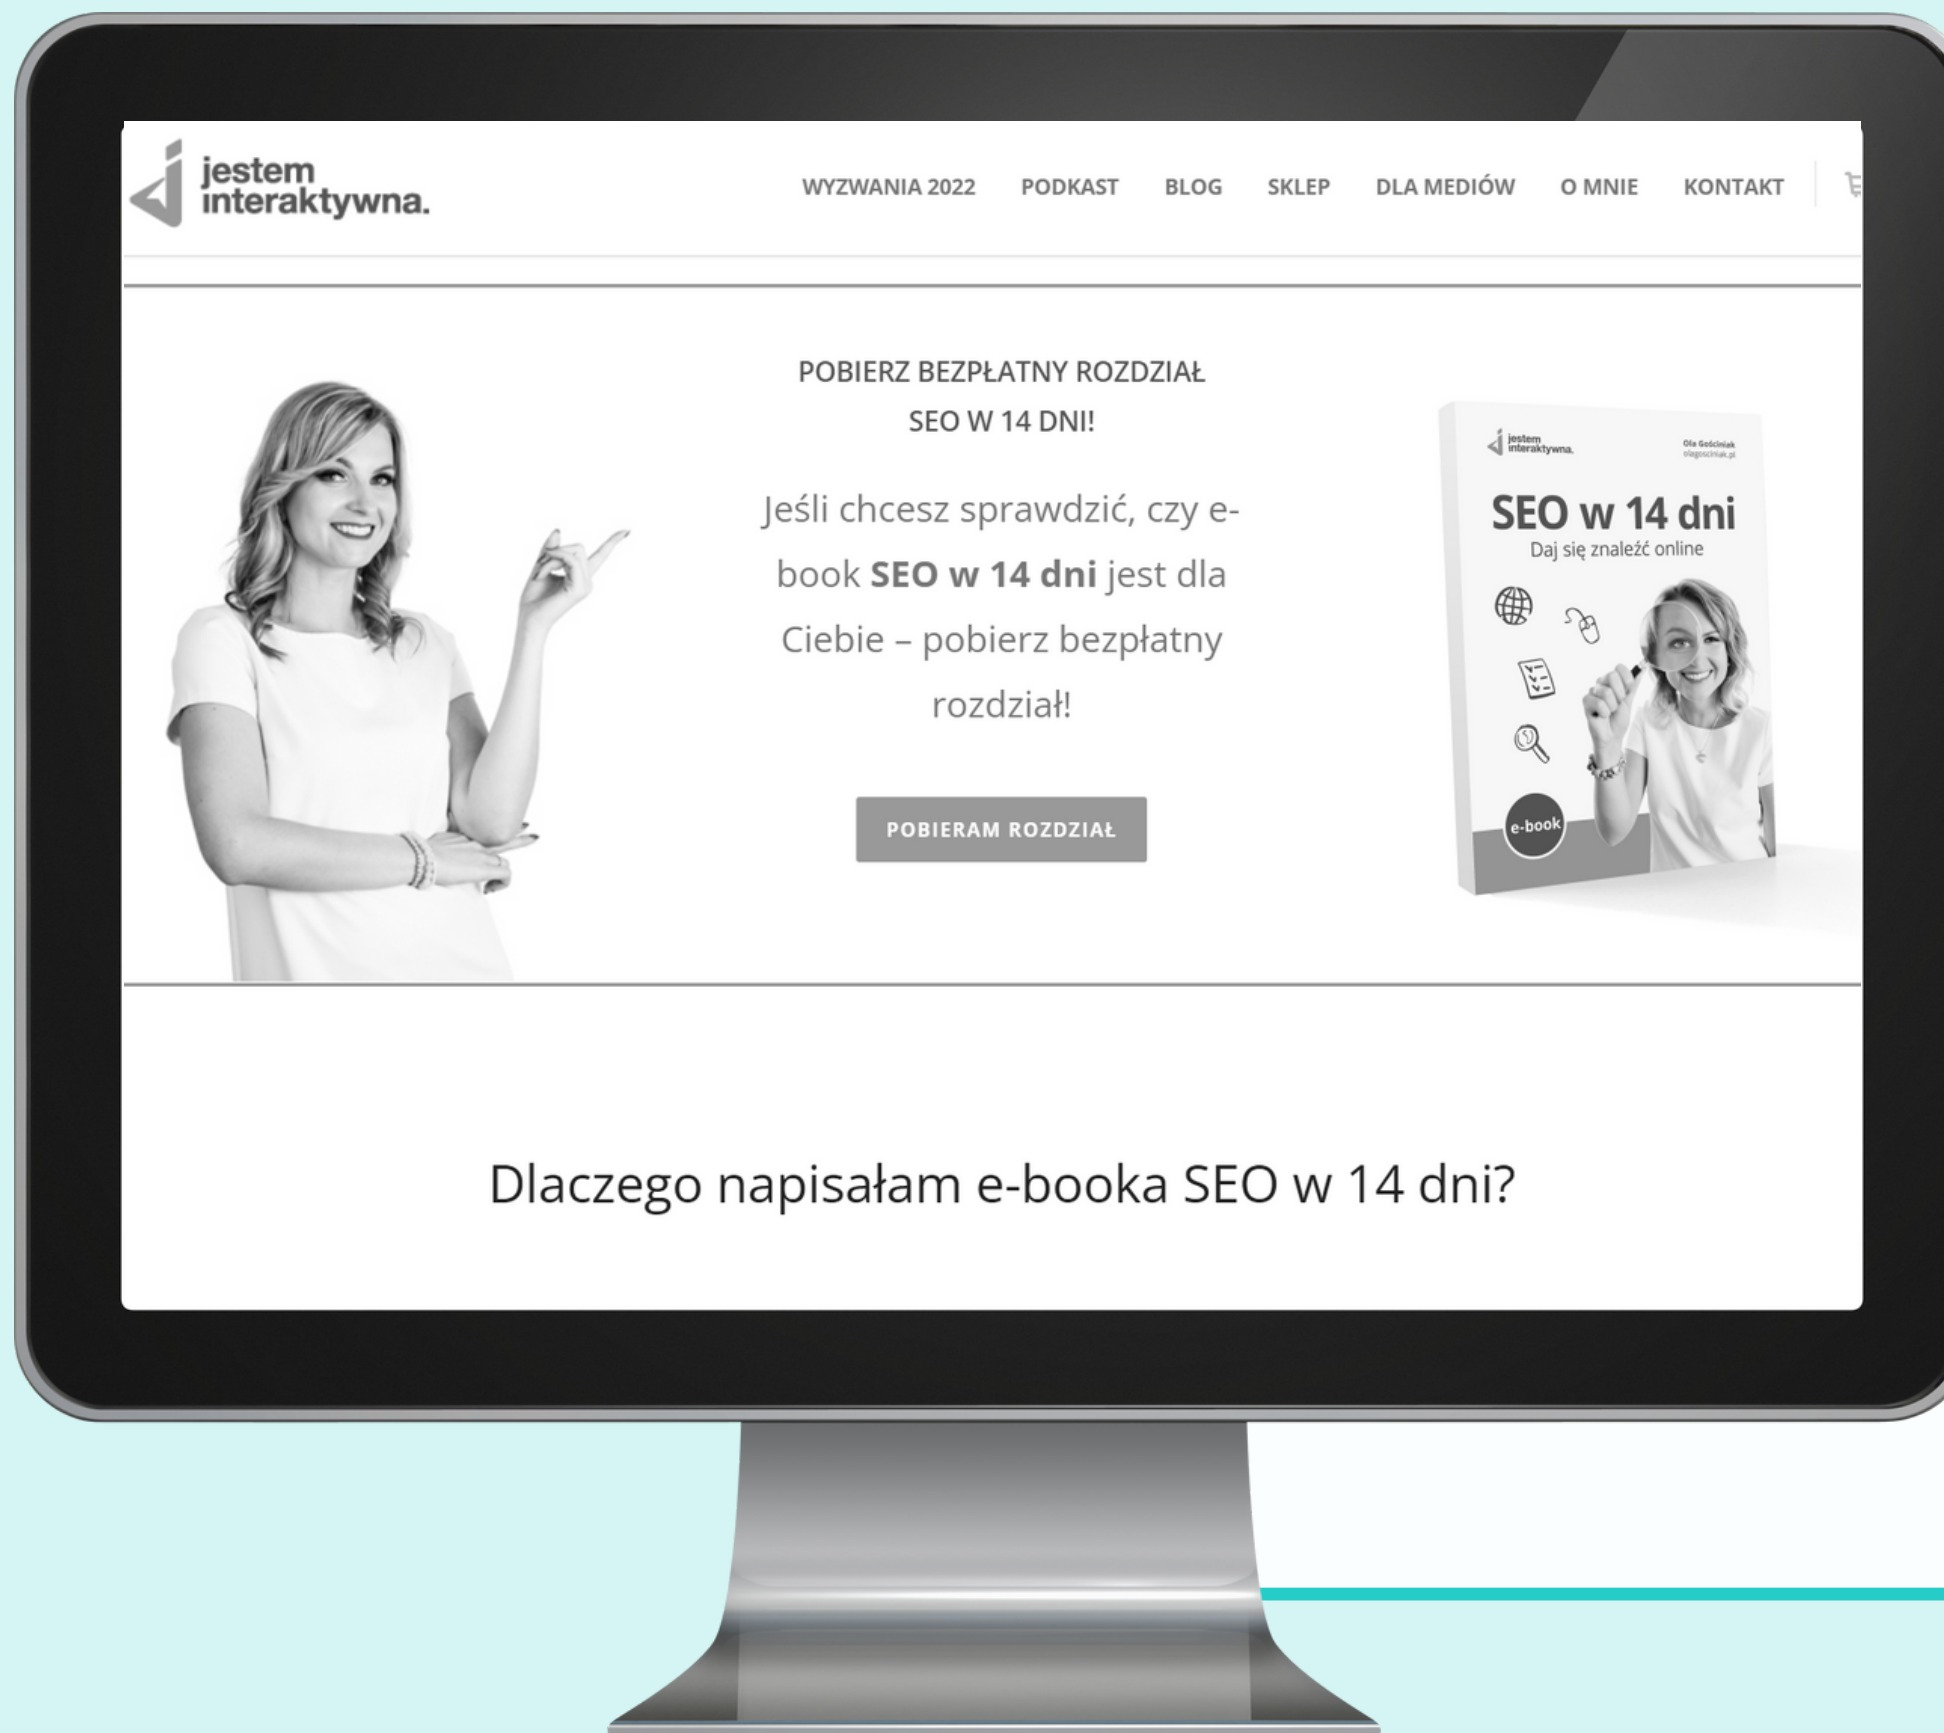 jestem
interaktywna.
WYZWANIA 2022 PODKAST BLOG SKLEP DLA MEDIÓW O MNIE KONTAKT
POBIERZ BEZPŁATNY ROZDZIAŁ
SEO W 14 DNI!
Jeśli chcesz sprawdzić, czy e-
book SEO w 14 dni jest dla
Ciebie – pobierz bezpłatny
rozdział!
POBIERAM ROZDZIAŁ
jestem
interaktywna.
Ola Gościniak
olagosciniak.pl
SEO w 14 dni
Daj się znaleźć online
e-book
Dlaczego napisałam e-booka SEO w 14 dni?